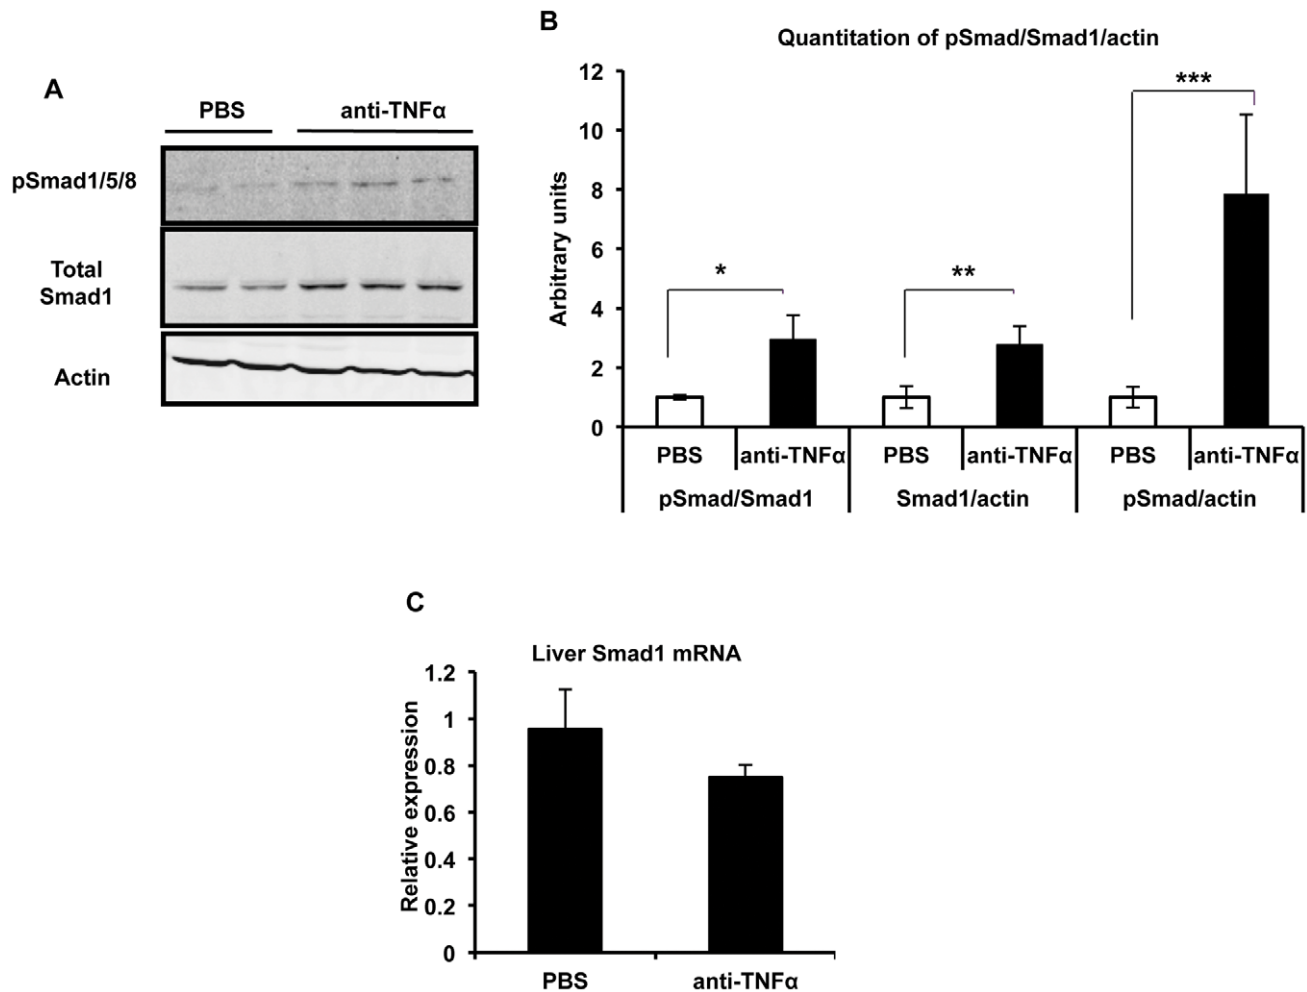 A
PBS anti-TNFα
pSmad1/5/8
Total
Smad1
Actin
B
Quantitation of pSmad/Smad1/actin
Arbitrary units
12
10
8
6
4
2
0
*
**
***
PBS anti-TNFα PBS anti-TNFα PBS anti-TNFα
pSmad/Smad1 Smad1/actin pSmad/actin
C
Liver Smad1 mRNA
Relative expression
1.2
1
0.8
0.6
0.4
0.2
0
PBS anti-TNFα